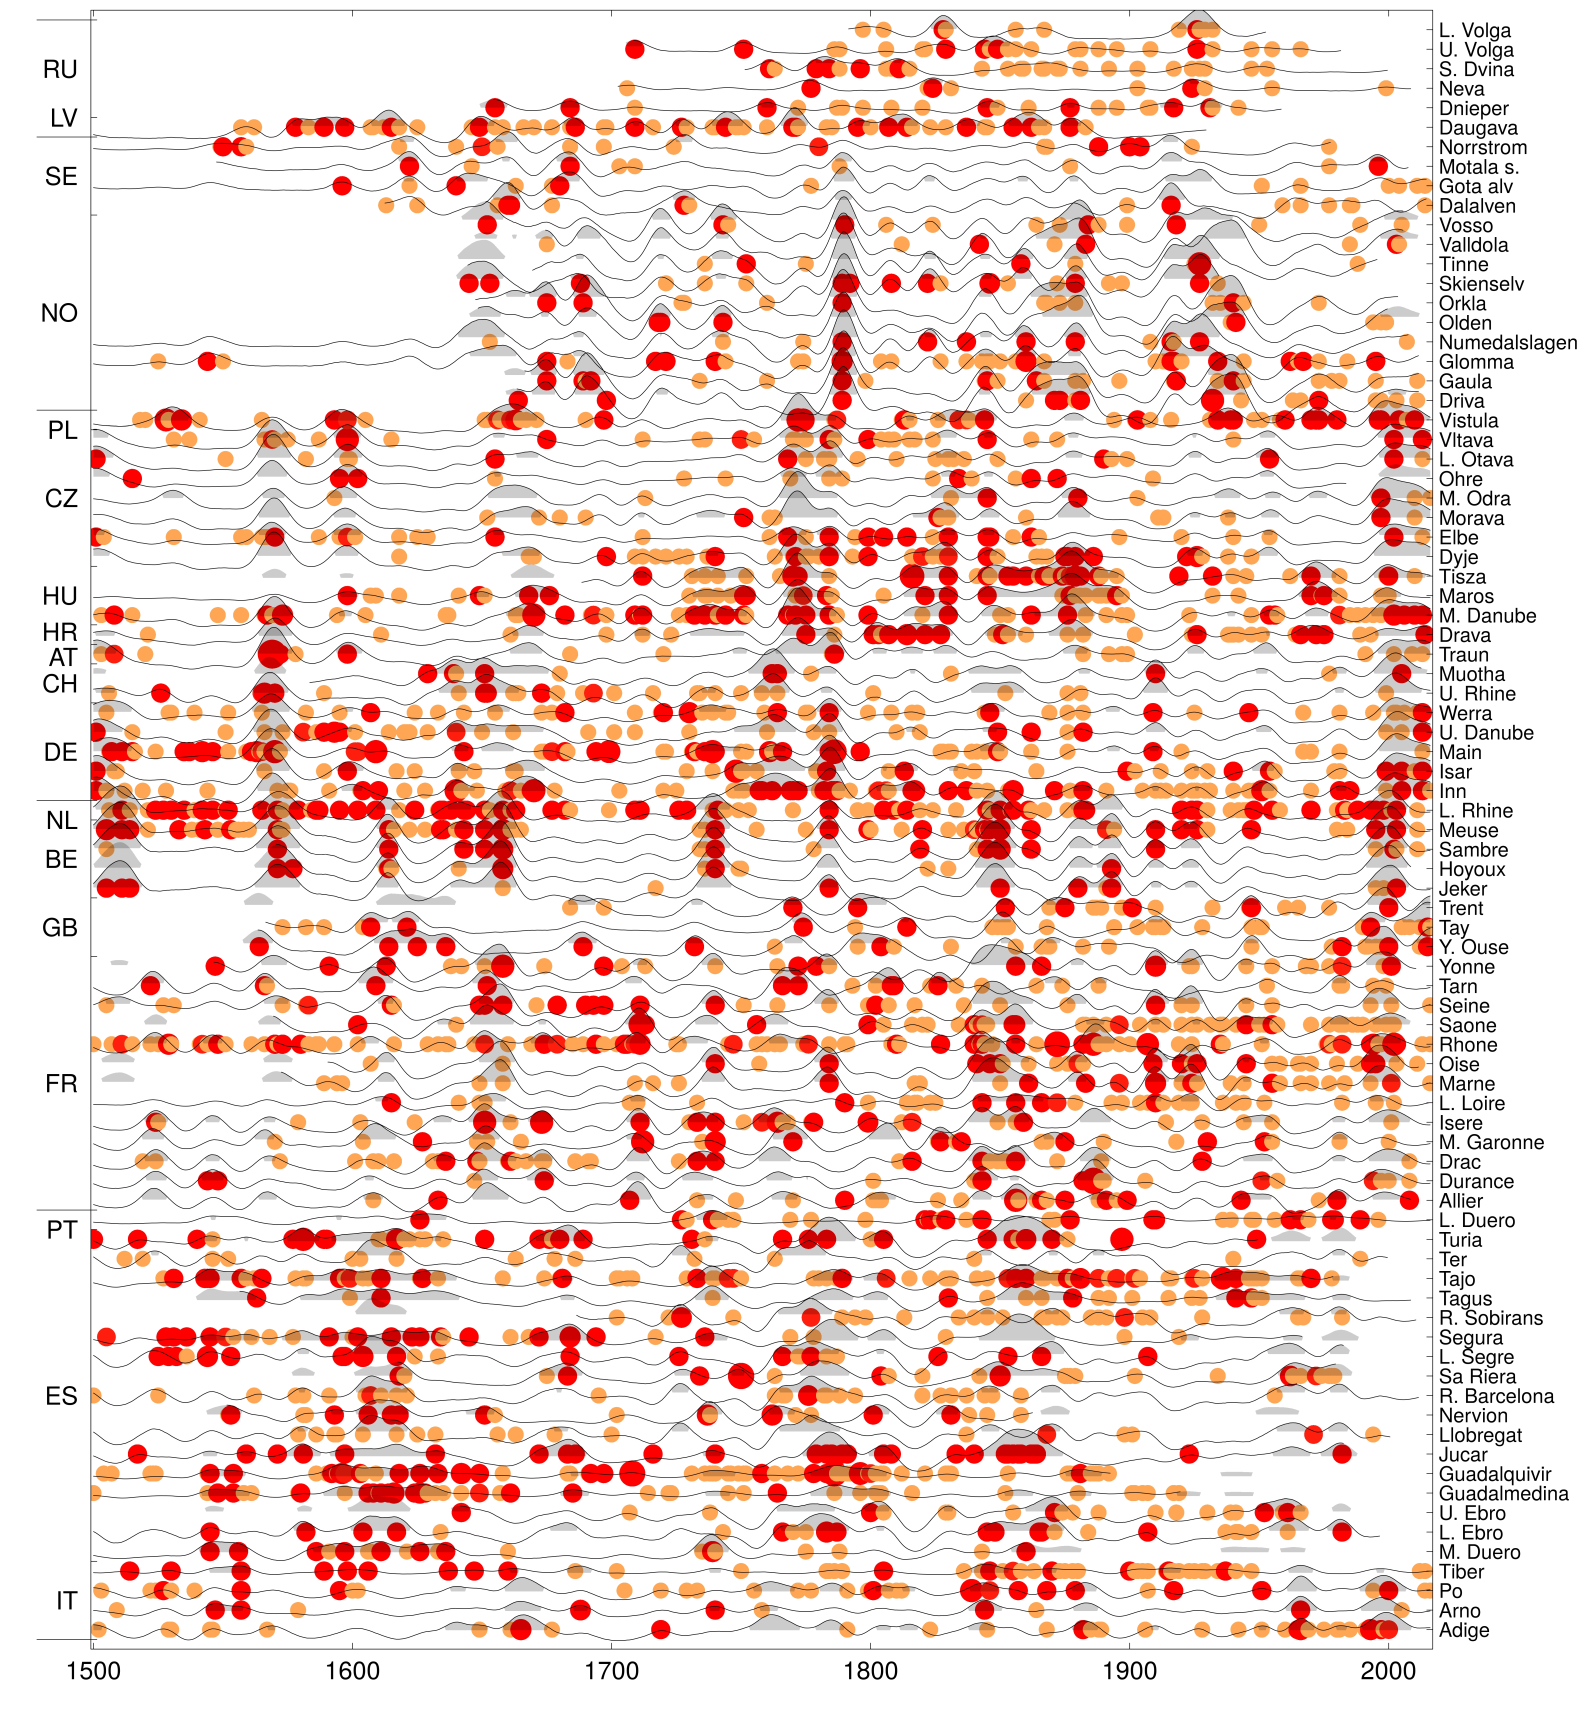 RU
LV
SE
NO
PL
CZ
HU
HR
AT
CH
DE
NL
BE
GB
FR
PT
ES
IT
L. Volga
U. Volga
S. Dvina
Neva
Dnieper
Daugava
Norrstrom
Motala s.
Gota alv
Dalalven
Vosso
Valldola
Tinne
Skienselv
Orkla
Olden
Numedalslagen
Glomma
Gaula
Driva
Vistula
Vltava
L. Otava
Ohre
M. Odra
Morava
Elbe
Dyje
Tisza
Maros
M. Danube
Drava
Traun
Muotha
U. Rhine
Werra
U. Danube
Main
Isar
Inn
L. Rhine
Meuse
Sambre
Hoyoux
Jeker
Trent
Tay
Y. Ouse
Yonne
Tarn
Seine
Saone
Rhone
Oise
Marne
L. Loire
Isere
M. Garonne
Drac
Durance
Allier
L. Duero
Turia
Ter
Tajo
Tagus
R. Sobirans
Segura
L. Segre
Sa Riera
R. Barcelona
Nervion
Llobregat
Jucar
Guadalquivir
Guadalmedina
U. Ebro
L. Ebro
M. Duero
Tiber
Po
Arno
Adige
1500 1600 1700 1800 1900 2000